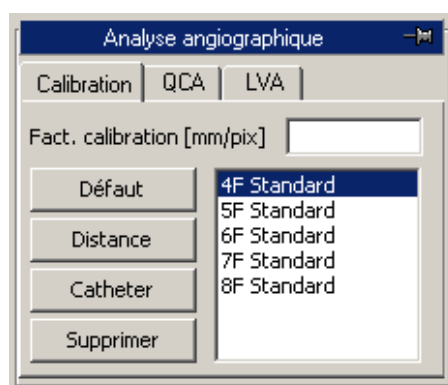 Analyse angiographique
Calibration QCA LVA
Fact. calibration [mm/pix]
Défaut
Distance
Catheter
Supprimer
4F Standard
5F Standard
6F Standard
7F Standard
8F Standard